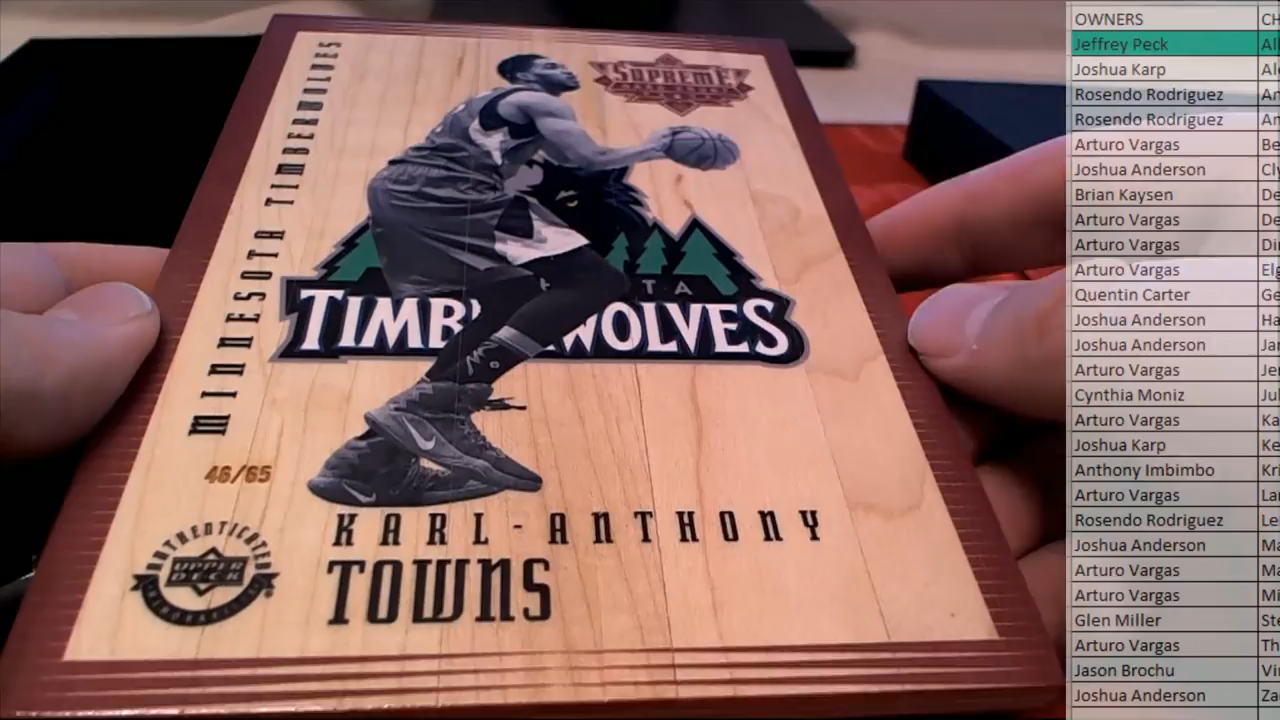 MINNESOTA TIMBERWOLVES
SUPREME
TA
TIMB WOLVES
46/65
AUTHENTICATED
UPPER
DECK
KARL-ANTHONY
TOWNS
OWNERS
Jeffrey Peck
Joshua Karp
Rosendo Rodriguez
Rosendo Rodriguez
Arturo Vargas
Joshua Anderson
Brian Kaysen
Arturo Vargas
Arturo Vargas
Arturo Vargas
Quentin Carter
Joshua Anderson
Joshua Anderson
Arturo Vargas
Cynthia Moniz
Arturo Vargas
Joshua Karp
Anthony Imbimbo
Arturo Vargas
Rosendo Rodriguez
Joshua Anderson
Arturo Vargas
Arturo Vargas
Glen Miller
Arturo Vargas
Jason Brochu
Joshua Anderson